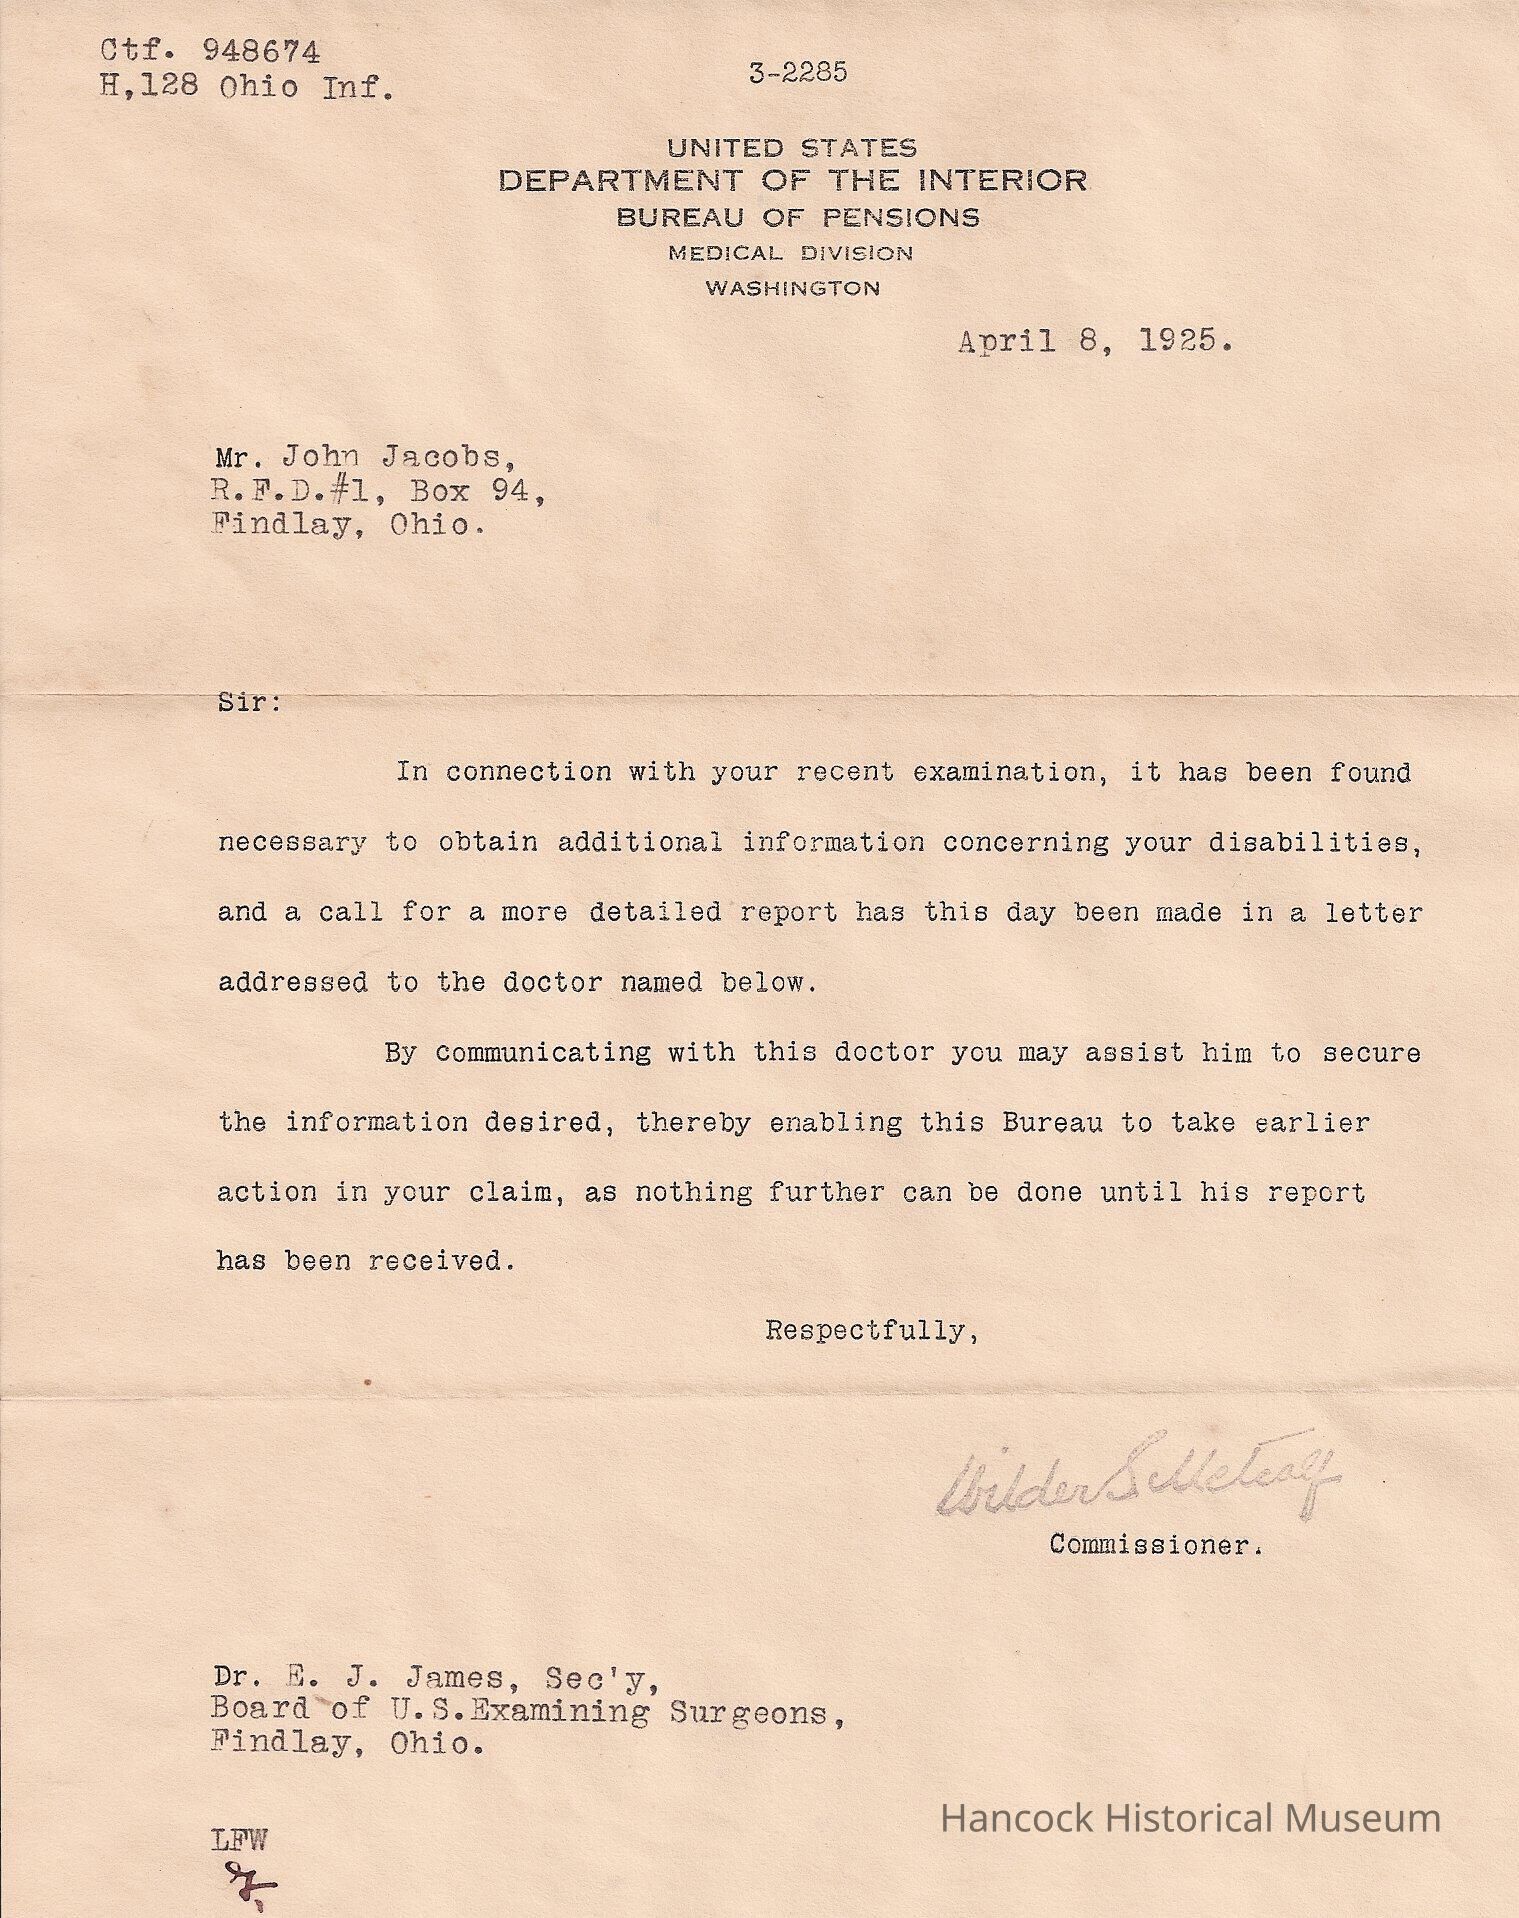 Ctf. 948674
H,128 Ohio Inf.
3-2285
UNITED STATES
DEPARTMENT OF THE INTERIOR
BUREAU OF PENSIONS
MEDICAL DIVISION
WASHINGTON
April 8, 1925.
Mr. John Jacobs,
R.F.D.#1, Box 94,
Findlay, Ohio.
Sir:
In connection with your recent examination, it has been found
necessary to obtain additional information concerning your disabilities,
and a call for a more detailed report has this day been made in a letter
addressed to the doctor named below.
By communicating with this doctor you may assist him to secure
the information desired, thereby enabling this Bureau to take earlier
action in your claim, as nothing further can be done until his report
has been received.
Respectfully,
Wilder S Metcalf
Commissioner.
Dr. E. J. James, Sec'y,
Board of U.S.Examining Surgeons,
Findlay, Ohio.
Hancock Historical Museum
LFW